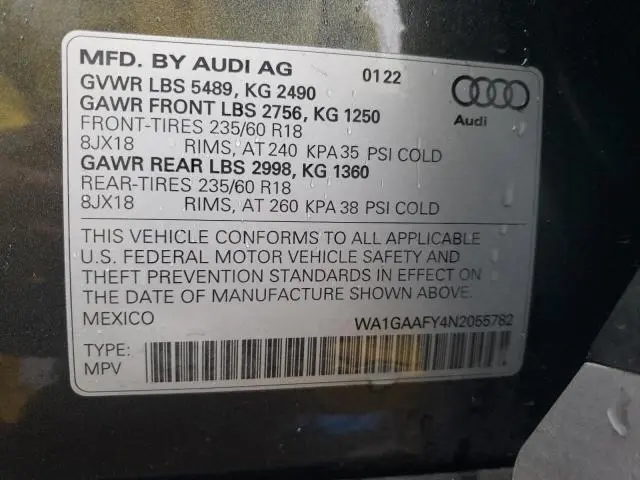 MFD. BY AUDI AG 0122
GVWR LBS 5489, KG 2490
GAWR FRONT LBS 2756, KG 1250
Audi
FRONT-TIRES 235/60 R18
8JX18 RIMS, AT 240 KPA 35 PSI COLD
GAWR REAR LBS 2998, KG 1360
REAR-TIRES 235/60 R18
8JX18 RIMS, AT 260 KPA 38 PSI COLD
THIS VEHICLE CONFORMS TO ALL APPLICABLE
U.S. FEDERAL MOTOR VEHICLE SAFETY AND
THEFT PREVENTION STANDARDS IN EFFECT ON
THE DATE OF MANUFACTURE SHOWN ABOVE.
MEXICO WA1GAAFY4N2055782
TYPE:
MPV